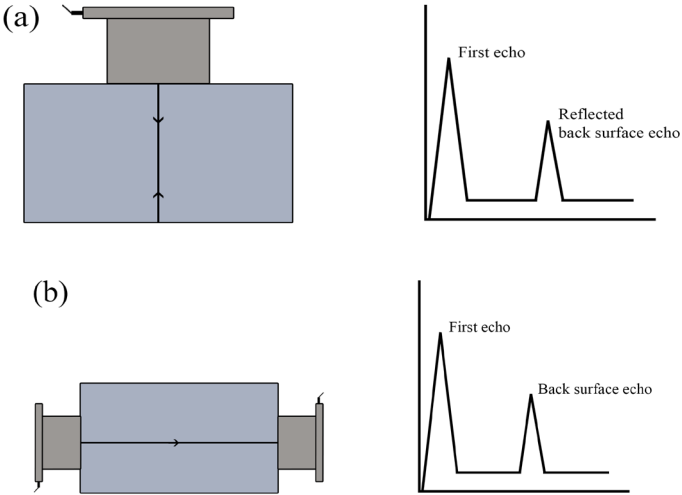 (a)
First echo
Reflected
back surface echo
(b)
First echo
Back surface echo